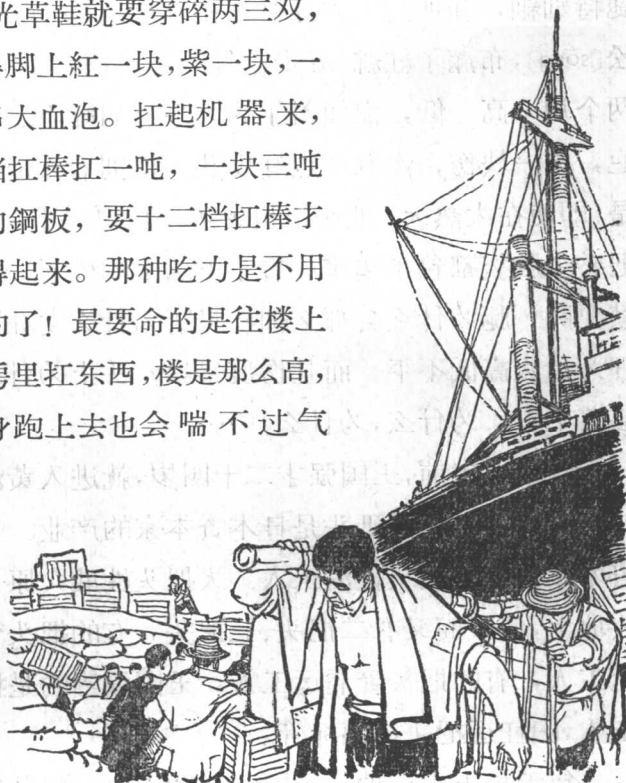 光草鞋就要穿碎两三双，
脚上紅一块，紫一块，一
大血泡。扛起机器来，
扛棒扛一吨，一块三吨
鋼板，要十二档扛棒才
得起来。那种吃力是不用
的了！最要命的是往楼上
里扛东西，楼是那么高，
身跑上去也会喘不过气